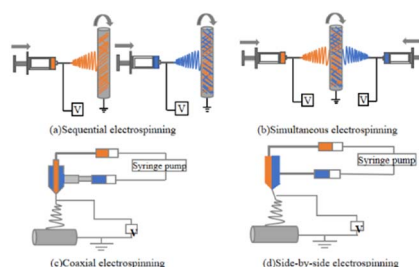 V
V
(a)Sequential electrospinning
V
V
(b)Simultaneous electrospinning
Syringe pump
V
(c)Coaxial electrospinning
Syringe pump
V
(d)Side-by-side electrospinning